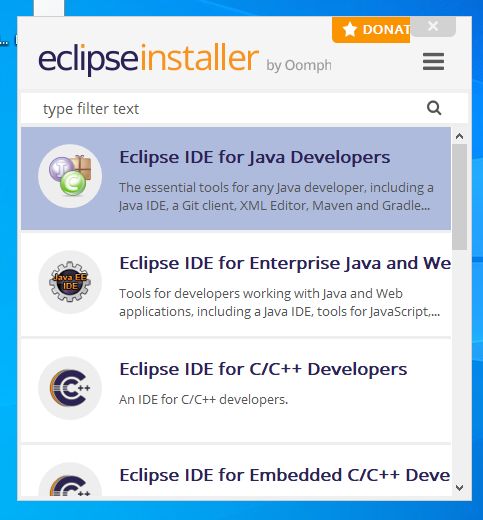 DONAT
eclipseinstaller by Oomph
type filter text
Eclipse IDE for Java Developers
The essential tools for any Java developer, including a
Java IDE, a Git client, XML Editor, Maven and Gradle...
Java EE
IDE
Eclipse IDE for Enterprise Java and We
Tools for developers working with Java and Web
applications, including a Java IDE, tools for JavaScript,...
C++
Eclipse IDE for C/C++ Developers
An IDE for C/C++ developers.
C++
Eclipse IDE for Embedded C/C++ Deve